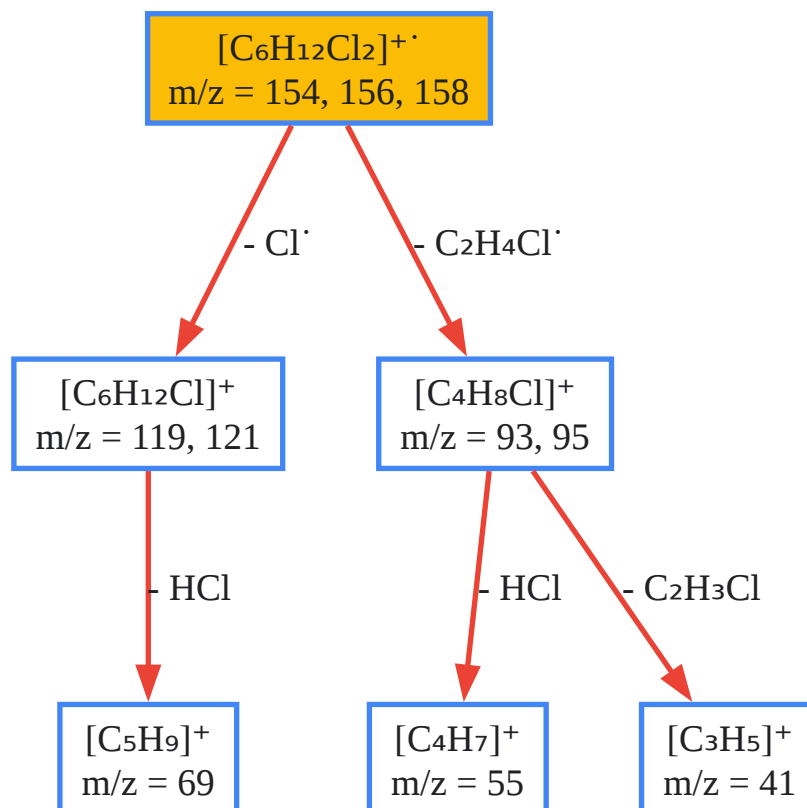 [C₆H₁₂Cl₂]⁺˙
m/z = 154, 156, 158
- Cl˙
- C₂H₄Cl˙
[C₆H₁₂Cl]⁺
m/z = 119, 121
[C₄H₈Cl]⁺
m/z = 93, 95
- HCl
- HCl
- C₂H₃Cl
[C₅H₉]⁺
m/z = 69
[C₄H₇]⁺
m/z = 55
[C₃H₅]⁺
m/z = 41